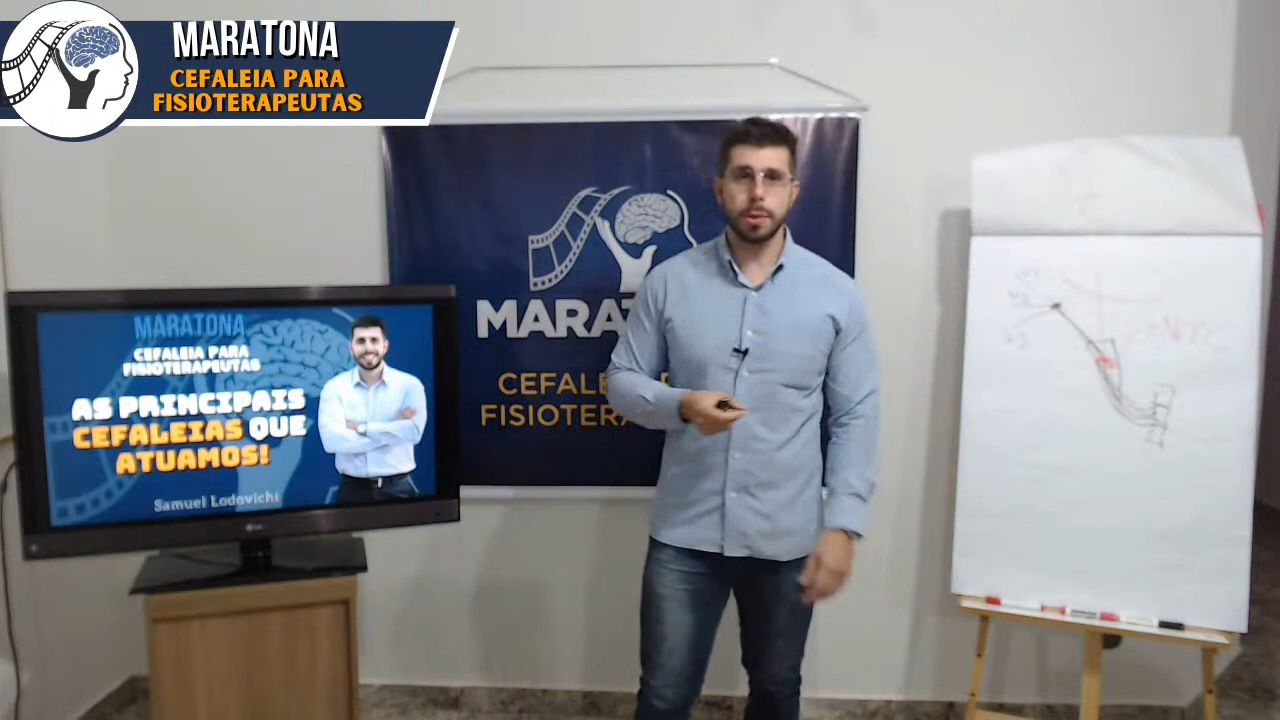 MARATONA
CEFALEIA PARA
FISIOTERAPEUTAS
MARATONA
CEFALEIA PARA
FISIOTERAPEUTAS
AS PRINCIPAIS
CEFALEIAS QUE
ATUAMOS!
Samuel Lodovichi
LG
MARAT
CEFALE
FISIOTERA